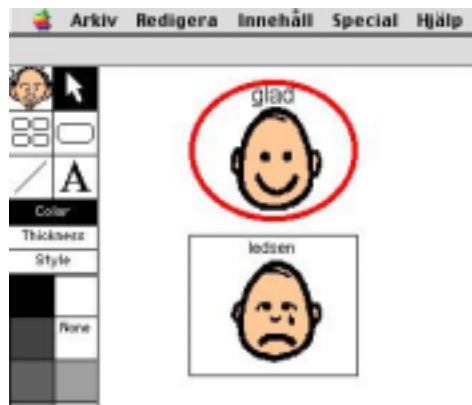 Arkiv Redigera Innehåll Special Hjälp
glad
A
Color
Thickness
Style
ledsen
None